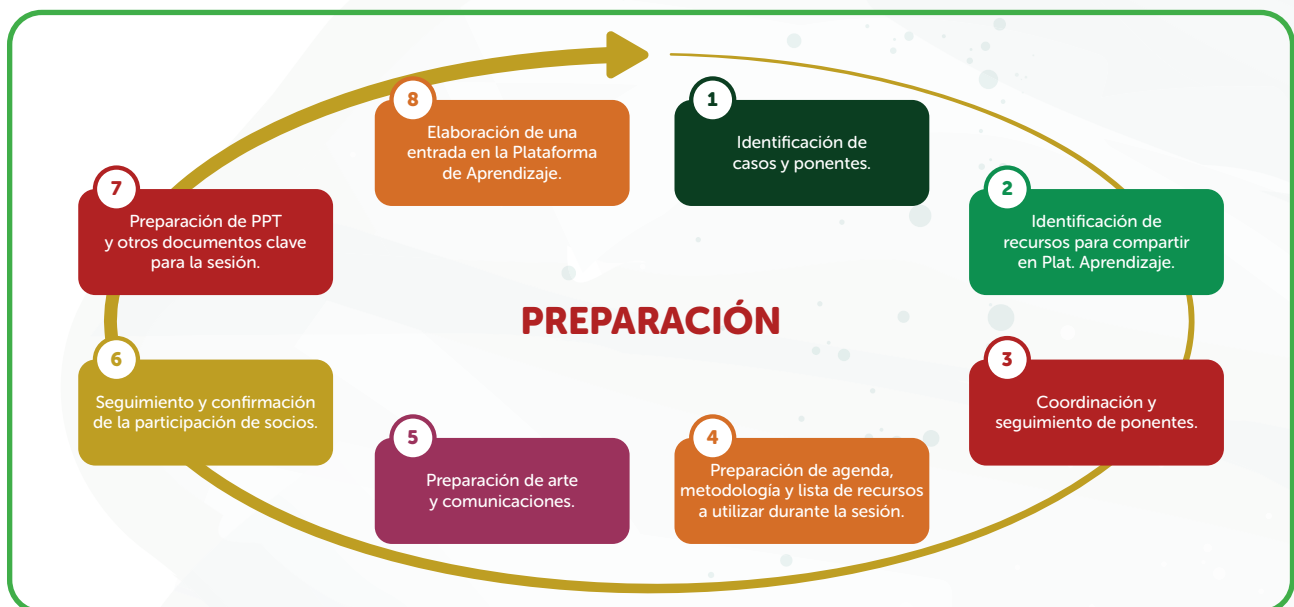 PREPARACIÓN
1
Identificación de
casos y ponentes.
2
Identificación de
recursos para compartir
en Plat. Aprendizaje.
3
Coordinación y
seguimiento de ponentes.
4
Preparación de agenda,
metodología y lista de recursos
a utilizar durante la sesión.
5
Preparación de arte
y comunicaciones.
6
Seguimiento y confirmación
de la participación de socios.
7
Preparación de PPT
y otros documentos clave
para la sesión.
8
Elaboración de una
entrada en la Plataforma
de Aprendizaje.